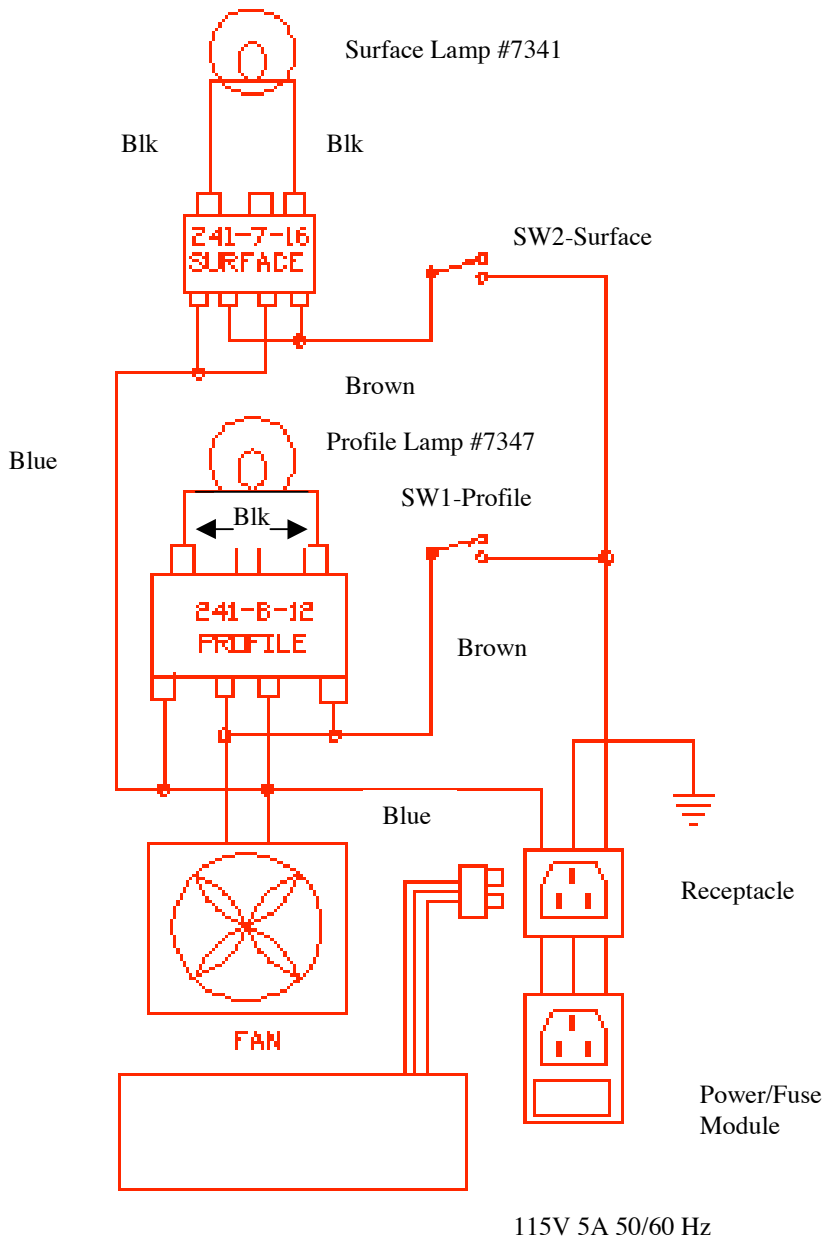 Surface Lamp #7341
Blk
Blk
241-7-16
SURFACE
SW2-Surface
Brown
Profile Lamp #7347
Blue
SW1-Profile
Blk
241-8-12
PROFILE
Brown
Blue
Receptacle
FAN
Power/Fuse
Module
115V 5A 50/60 Hz